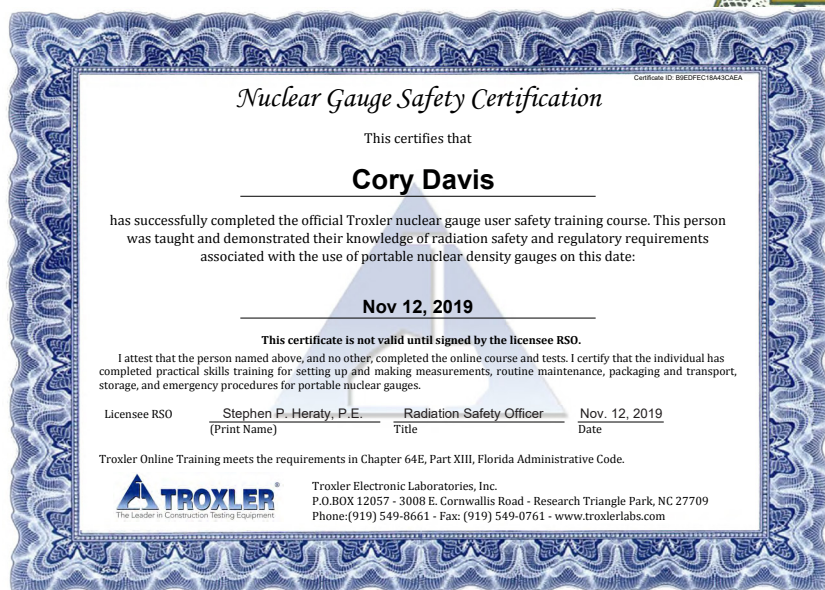 Certificate ID: B9EDFEC18A43CAEA
Nuclear Gauge Safety Certification
This certifies that
Cory Davis
has successfully completed the official Troxler nuclear gauge user safety training course. This person
was taught and demonstrated their knowledge of radiation safety and regulatory requirements
associated with the use of portable nuclear density gauges on this date:
Nov 12, 2019
This certificate is not valid until signed by the licensee RSO.
I attest that the person named above, and no other, completed the online course and tests. I certify that the individual has
completed practical skills training for setting up and making measurements, routine maintenance, packaging and transport,
storage, and emergency procedures for portable nuclear gauges.
Licensee RSO Stephen P. Heraty, P.E. Radiation Safety Officer Nov. 12, 2019
(Print Name) Title Date
Troxler Online Training meets the requirements in Chapter 64E, Part XIII, Florida Administrative Code.
TROXLER®
The Leader in Construction Testing Equipment
Troxler Electronic Laboratories, Inc.
P.O.BOX 12057 - 3008 E. Cornwallis Road - Research Triangle Park, NC 27709
Phone:(919) 549-8661 - Fax: (919) 549-0761 - www.troxlerlabs.com